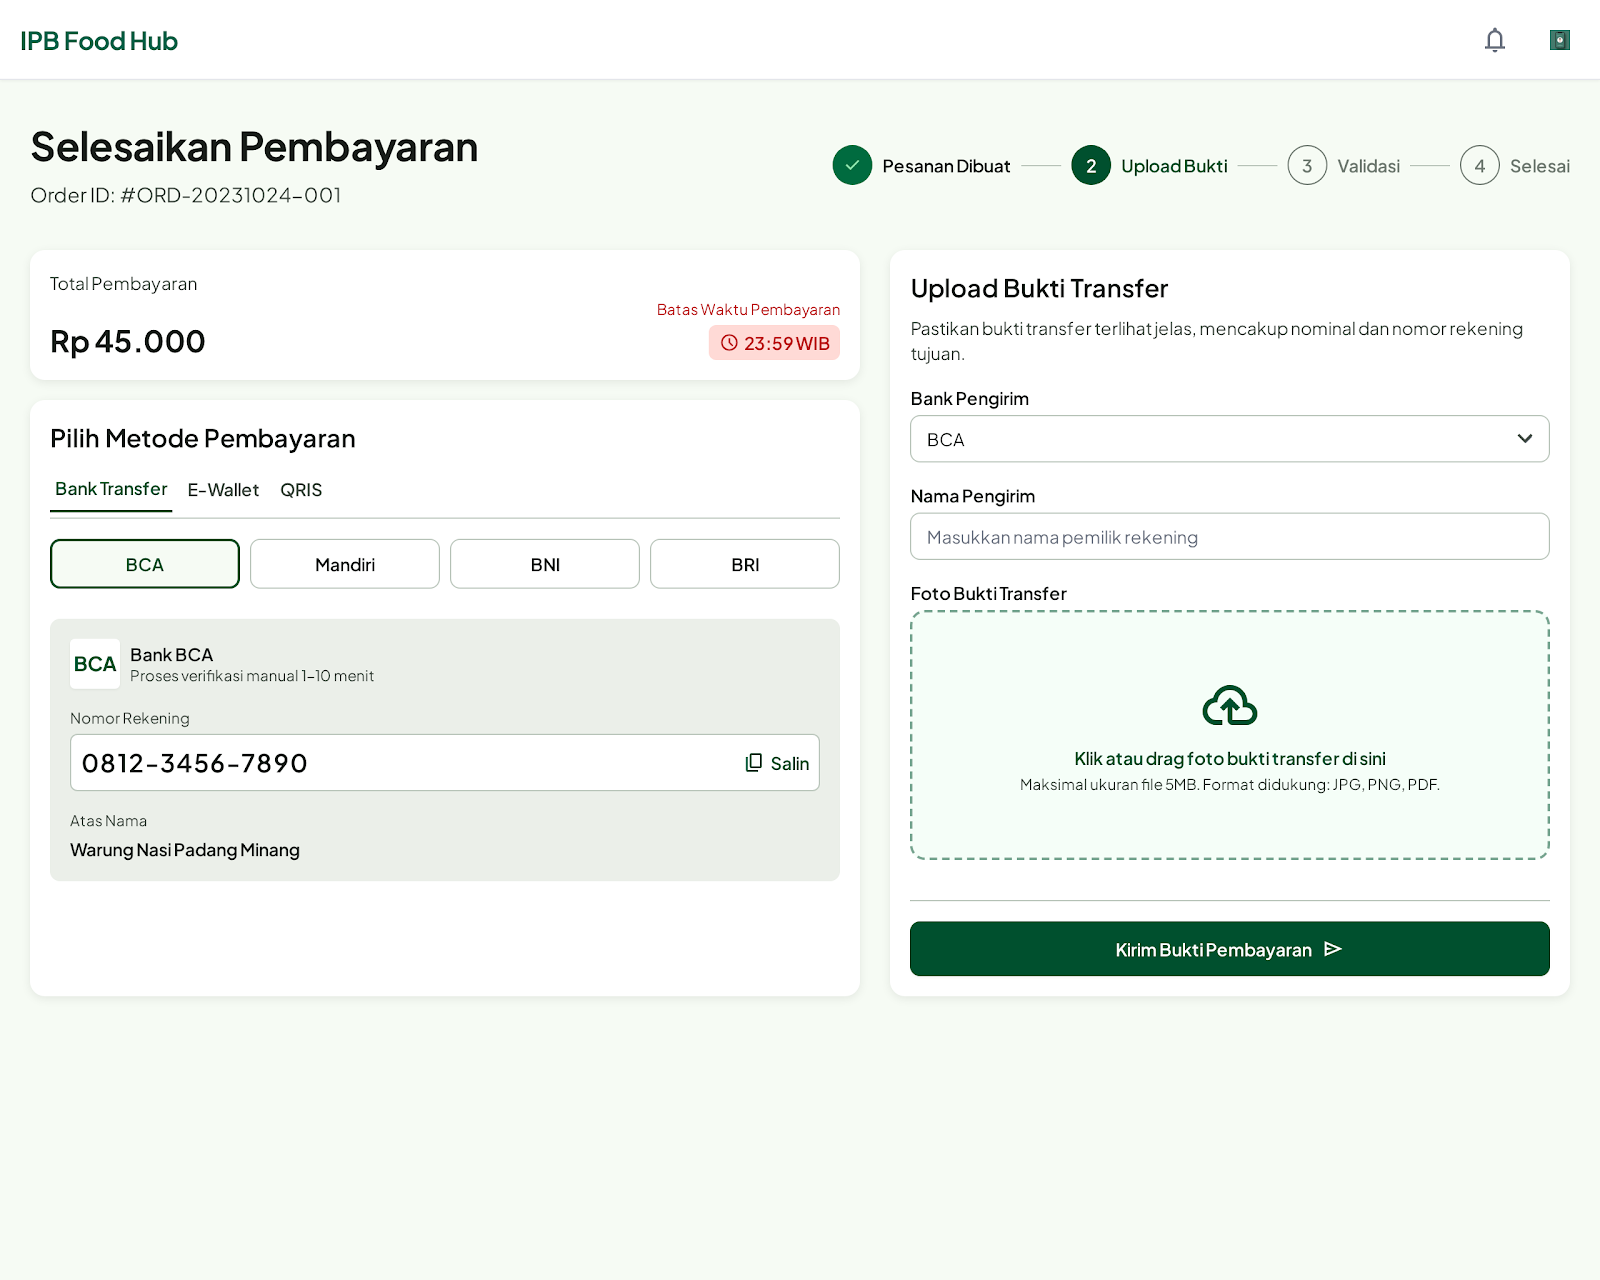 IPB Food Hub
Selesaikan Pembayaran
Order ID: #ORD-20231024-001
Pesanan Dibuat
2 Upload Bukti
3 Validasi
4 Selesai
Total Pembayaran
Rp 45.000
Batas Waktu Pembayaran
23:59 WIB
Pilih Metode Pembayaran
Bank Transfer
E-Wallet
QRIS
BCA
Mandiri
BNI
BRI
BCA
Bank BCA
Proses verifikasi manual 1-10 menit
Nomor Rekening
0812-3456-7890
Salin
Atas Nama
Warung Nasi Padang Minang
Upload Bukti Transfer
Pastikan bukti transfer terlihat jelas, mencakup nominal dan nomor rekening
tujuan.
Bank Pengirim
BCA
Nama Pengirim
Masukkan nama pemilik rekening
Foto Bukti Transfer
Klik atau drag foto bukti transfer di sini
Maksimal ukuran file 5MB. Format didukung: JPG, PNG, PDF.
Kirim Bukti Pembayaran